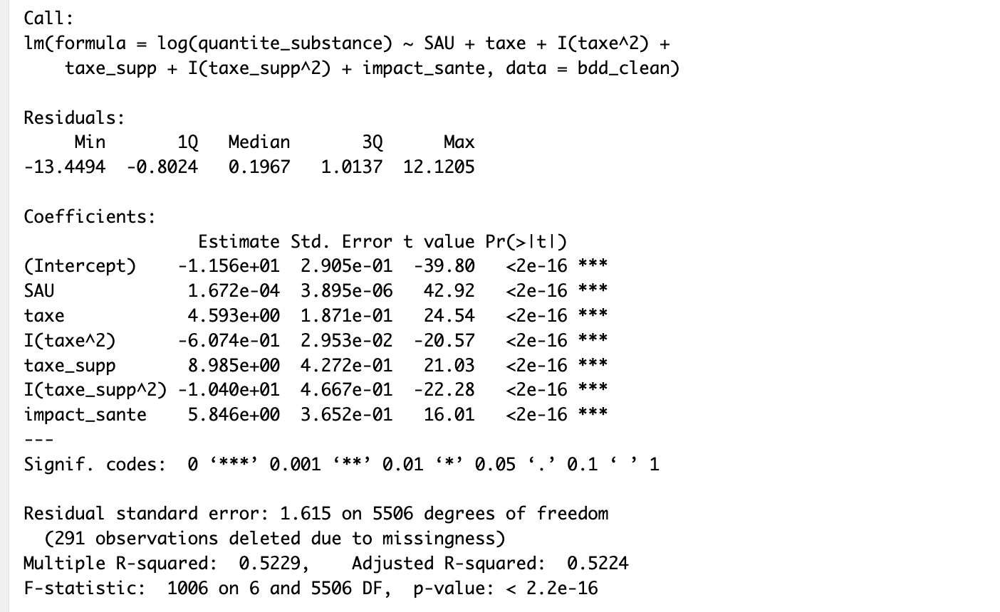 Call:
lm(formula = log(quantite_substance) ~ SAU + taxe + I(taxe^2) +
    taxe_supp + I(taxe_supp^2) + impact_sante, data = bdd_clean)

Residuals:
     Min       1Q   Median       3Q      Max
-13.4494  -0.8024   0.1967   1.0137  12.1205

Coefficients:
                 Estimate Std. Error t value Pr(>|t|)
(Intercept)    -1.156e+01  2.905e-01  -39.80   <2e-16 ***
SAU             1.672e-04  3.895e-06   42.92   <2e-16 ***
taxe            4.593e+00  1.871e-01   24.54   <2e-16 ***
I(taxe^2)      -6.074e-01  2.953e-02  -20.57   <2e-16 ***
taxe_supp       8.985e+00  4.272e-01   21.03   <2e-16 ***
I(taxe_supp^2) -1.040e+01  4.667e-01  -22.28   <2e-16 ***
impact_sante    5.846e+00  3.652e-01   16.01   <2e-16 ***
---
Signif. codes:  0 ‘***’ 0.001 ‘**’ 0.01 ‘*’ 0.05 ‘.’ 0.1 ‘ ’ 1

Residual standard error: 1.615 on 5506 degrees of freedom
  (291 observations deleted due to missingness)
Multiple R-squared:  0.5229,    Adjusted R-squared:  0.5224
F-statistic:  1006 on 6 and 5506 DF,  p-value: < 2.2e-16